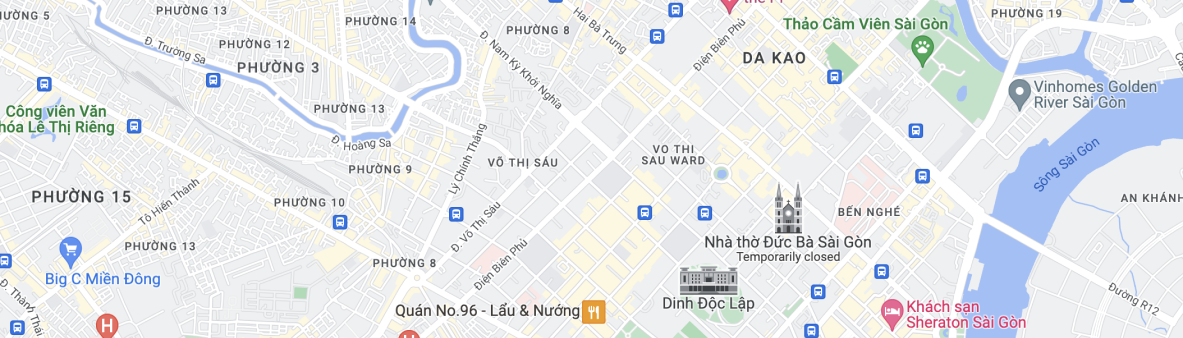 PHƯỜNG 5
PHƯỜNG 13
PHƯỜNG 14
Hai Bà Trưng
PHƯỜNG 19
PHƯỜNG 8
Thảo Cầm Viên Sài Gòn
Đ. Trường Sa
PHƯỜNG 12
Đ. Nam Kỳ Khởi Nghĩa
Điện Biên Phủ
DA KAO
PHƯỜNG 3
Vinhomes Golden
River Sài Gòn
Công viên Văn
hóa Lê Thị Riêng
PHƯỜNG 13
Đ. Hoàng Sa
Lý Chính Thắng
VÕ THỊ SÁU
VO THI
SAU WARD
Sông Sài Gòn
PHƯỜNG 9
PHƯỜNG 15
Tô Hiến Thành
PHƯỜNG 10
Đ. Võ Thị Sáu
BẾN NGHÉ
AN KHÁNH
PHƯỜNG 13
Nhà thờ Đức Bà Sài Gòn
Temporarily closed
Big C Miền Đông
PHƯỜNG 8
Điện Biên Phủ
Đ. Thành Thái
Dinh Độc Lập
Đường R12
Quán No.96 - Lẩu & Nướng
Khách sạn
Sheraton Sài Gòn
H
H